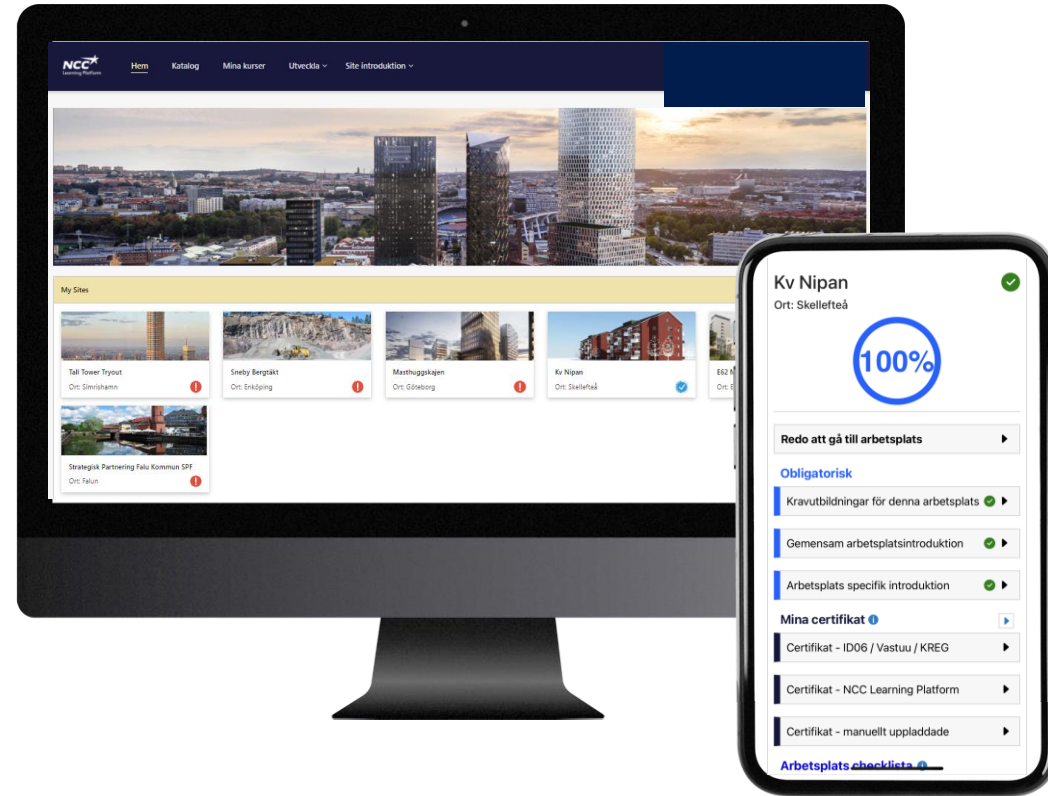 NCC
Learning Platform
Hem
Katalog
Mina kurser
Utveckla
Site introduktion
My Sites
Tall Tower Tryout
Ort: Simrishamn
Sneby Bergtäkt
Ort: Enköping
Masthuggskajen
Ort: Göteborg
Kv Nipan
Ort: Skellefteå
E62
Strategisk Partnering Falu Kommun SPF
Ort: Falun
Kv Nipan
Ort: Skellefteå
100%
Redo att gå till arbetsplats
Obligatorisk
Kravutbildningar för denna arbetsplats
Gemensam arbetsplatsintroduktion
Arbetsplats specifik introduktion
Mina certifikat
Certifikat - ID06 / Vastuu / KREG
Certifikat - NCC Learning Platform
Certifikat - manuellt uppladdade
Arbetsplats checklista